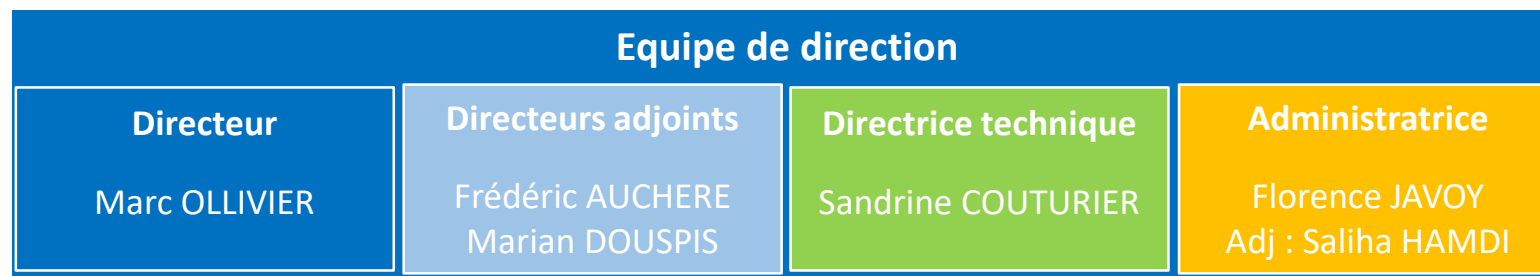 Equipe de direction
Directeur
Marc OLLIVIER
Directeurs adjoints
Frédéric AUCHERE
Marian DOUSPIS
Directrice technique
Sandrine COUTURIER
Administratrice
Florence JAVOY
Adj : Saliha HAMDI